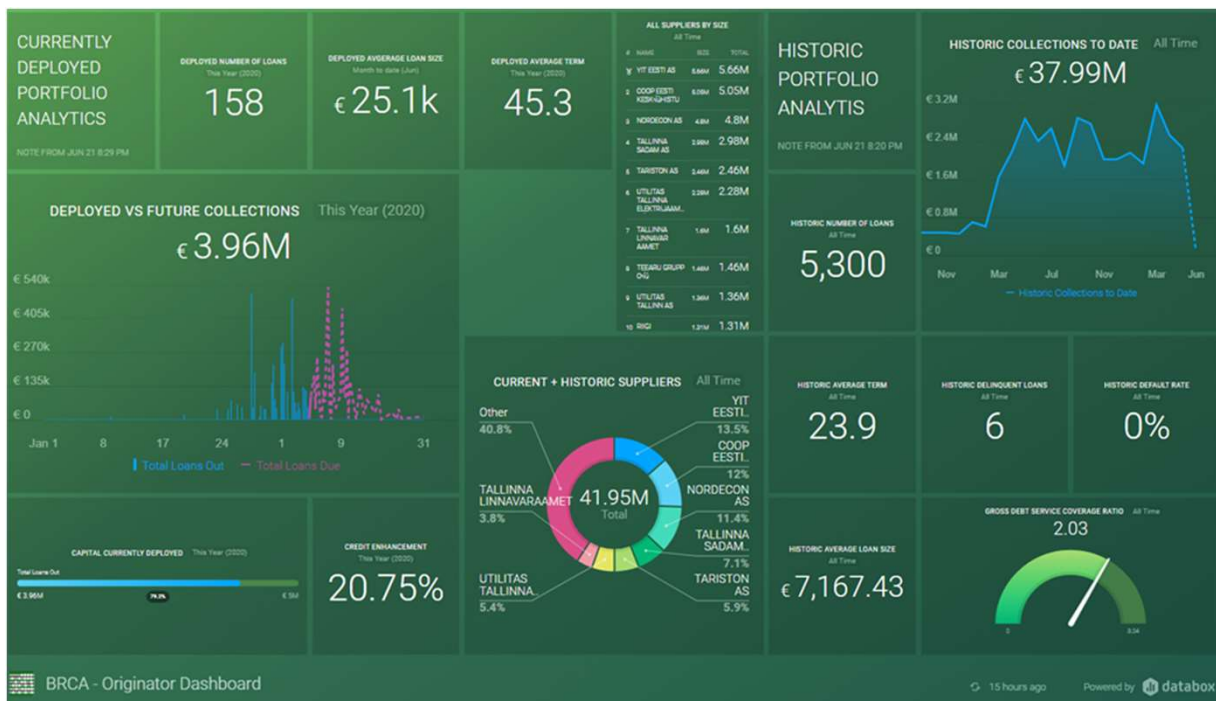 CURRENTLY
DEPLOYED
PORTFOLIO
ANALYTICS
NOTE FROM JUN 21 8:29 PM
DEPLOYED NUMBER OF LOANS
This Year (2020)
158
DEPLOYED AVGERAGE LOAN SIZE
Month to date (Jun)
€ 25.1k
DEPLOYED AVERAGE TERM
This Year (2020)
45.3
ALL SUPPLIERS BY SIZE
All Time
# NAME SIZE TOTAL
YIT EESTI AS 5.66M 5.66M
2 COOP EESTI 5.05M 5.05M
3 NORDECON AS 4.8M 4.8M
4 TALLINNA 2.98M 2.98M
SADAM AS
5 TARISTON AS 2.46M 2.46M
6 UTILITAS 2.28M 2.28M
TALLINNA
ELEKTRIJAAM...
7 TALLINNA 1.6M 1.6M
LINNAVAR
AAMET
8 TEEARU GRUPP 1.46M 1.46M
OÜ
9 UTILITAS 1.36M 1.36M
TALLINN AS
10 RIIGI 1.31M 1.31M
HISTORIC
PORTFOLIO
ANALYTIS
NOTE FROM JUN 21 8:20 PM
HISTORIC COLLECTIONS TO DATE All Time
€ 37.99M
€ 3.2M
€ 2.4M
€ 1.6M
€ 0.8M
€ 0
Nov Mar Jul Nov Mar Jun
Historic Collections to Date
DEPLOYED VS FUTURE COLLECTIONS This Year (2020)
€ 3.96M
€ 540k
€ 405k
€ 270k
€ 135k
€ 0
Jan 1 8 17 24 1 9 31
Total Loans Out Total Loans Due
HISTORIC NUMBER OF LOANS
All Time
5,300
CURRENT + HISTORIC SUPPLIERS All Time
Other
40.8%
YIT
EESTI...
13.5%
COOP
EESTI...
12%
TALLINNA
LINNAVARAAMET
3.8%
41.95M
Total
NORDECON
AS
11.4%
TALLINNA
SADAM...
7.1%
UTILITAS
TALLINNA...
5.4%
TARISTON
AS
5.9%
HISTORIC AVERAGE TERM
All Time
23.9
HISTORIC DELINQUENT LOANS
All Time
6
HISTORIC DEFAULT RATE
All Time
0%
CAPITAL CURRENTLY DEPLOYED This Year (2020)
Total Loans Out
€ 3.96M 79.2% € 5M
CREDIT ENHANCEMENT
This Year (2020)
20.75%
HISTORIC AVERAGE LOAN SIZE
All Time
€ 7,167.43
GROSS DEBT SERVICE COVERAGE RATIO All Time
2.03
0
BRCA - Originator Dashboard
15 hours ago
Powered by databox